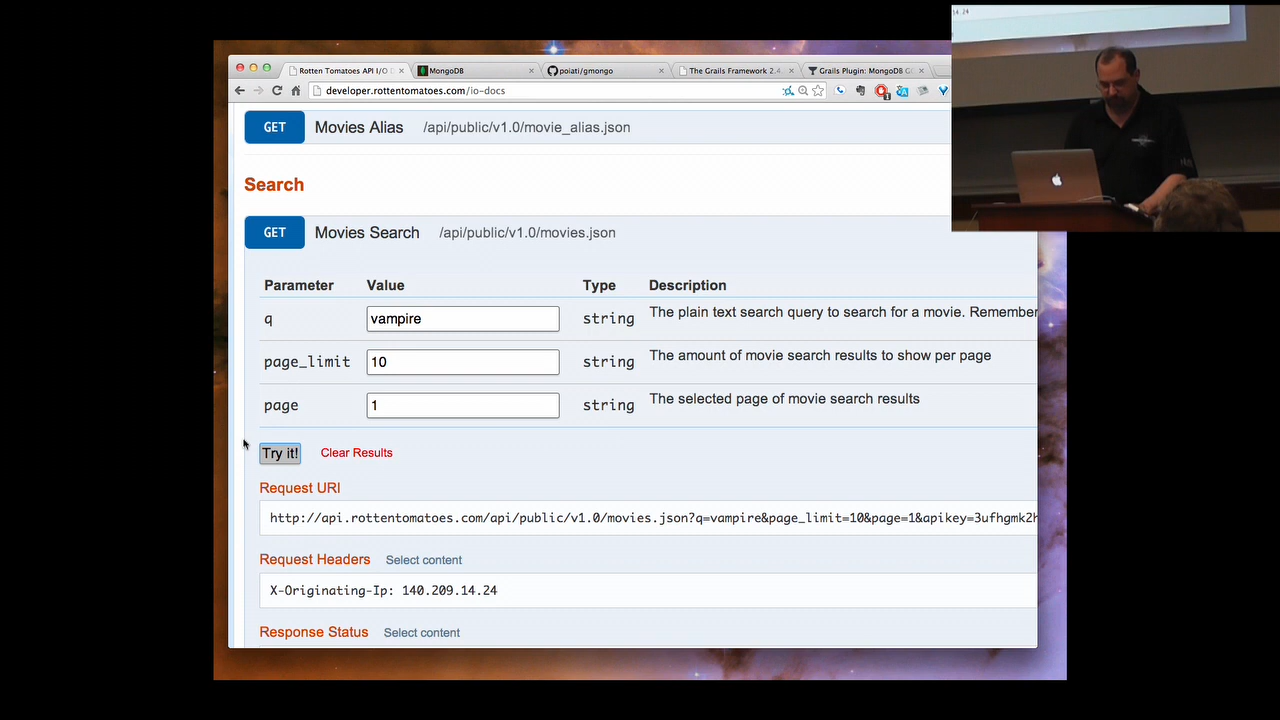 Rotten Tomatoes API I/O D
MongoDB
poiati/gmongo
The Grails Framework 2.4
Grails Plugin: MongoDB GO
developer.rottentomatoes.com/io-docs
GET Movies Alias /api/public/v1.0/movie_alias.json
Search
GET Movies Search /api/public/v1.0/movies.json
Parameter Value Type Description
q vampire string The plain text search query to search for a movie. Remember
page_limit 10 string The amount of movie search results to show per page
page 1 string The selected page of movie search results
Try it! Clear Results
Request URI
http://api.rottentomatoes.com/api/public/v1.0/movies.json?q=vampire&page_limit=10&page=1&apikey=3ufhgmk2h
Request Headers Select content
X-Originating-Ip: 140.209.14.24
Response Status Select content